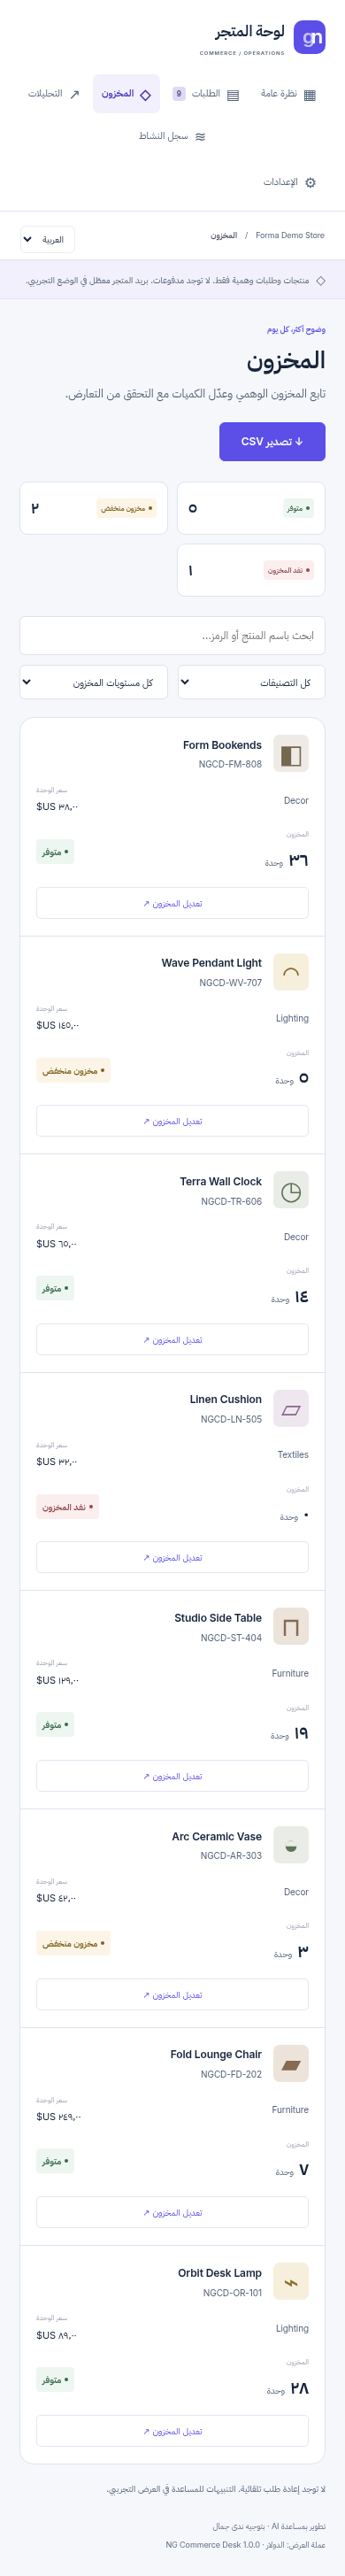 gn
لوحة المتجر
COMMERCE / OPERATIONS
نظرة عامة
الطلبات 9
المخزون
التحليلات
سجل النشاط
الإعدادات
Forma Demo Store / المخزون
العربية
منتجات وطلبات وهمية فقط. لا توجد مدفوعات. بريد المتجر معطل في الوضع التجريبي.
وضوح أكثر، كل يوم
المخزون
تابع المخزون الوهمي وعدّل الكميات مع التحقق من التعارض.
↓ تصدير CSV
متوفر ٥
مخزون منخفض ٢
نفد المخزون ١
ابحث باسم المنتج أو الرمز...
كل التصنيفات
كل مستويات المخزون
Form Bookends
NGCD-FM-808
Decor
سعر الوحدة
٣٨٫٠٠ US$
المخزون
٣٦ وحدة
متوفر
تعديل المخزون ↗
Wave Pendant Light
NGCD-WV-707
Lighting
سعر الوحدة
١٤٥٫٠٠ US$
المخزون
٥ وحدة
مخزون منخفض
تعديل المخزون ↗
Terra Wall Clock
NGCD-TR-606
Decor
سعر الوحدة
٦٥٫٠٠ US$
المخزون
١٤ وحدة
متوفر
تعديل المخزون ↗
Linen Cushion
NGCD-LN-505
Textiles
سعر الوحدة
٣٢٫٠٠ US$
المخزون
٠ وحدة
نفد المخزون
تعديل المخزون ↗
Studio Side Table
NGCD-ST-404
Furniture
سعر الوحدة
١٢٩٫٠٠ US$
المخزون
١٩ وحدة
متوفر
تعديل المخزون ↗
Arc Ceramic Vase
NGCD-AR-303
Decor
سعر الوحدة
٤٢٫٠٠ US$
المخزون
٣ وحدة
مخزون منخفض
تعديل المخزون ↗
Fold Lounge Chair
NGCD-FD-202
Furniture
سعر الوحدة
٢٤٩٫٠٠ US$
المخزون
٧ وحدة
متوفر
تعديل المخزون ↗
Orbit Desk Lamp
NGCD-OR-101
Lighting
سعر الوحدة
٨٩٫٠٠ US$
المخزون
٢٨ وحدة
متوفر
تعديل المخزون ↗
لا توجد إعادة طلب تلقائية. التنبيهات للمساعدة في العرض التجريبي.
تطوير بمساعدة AI · بتوجيه ندى جمال
عملة العرض: الدولار · NG Commerce Desk 1.0.0